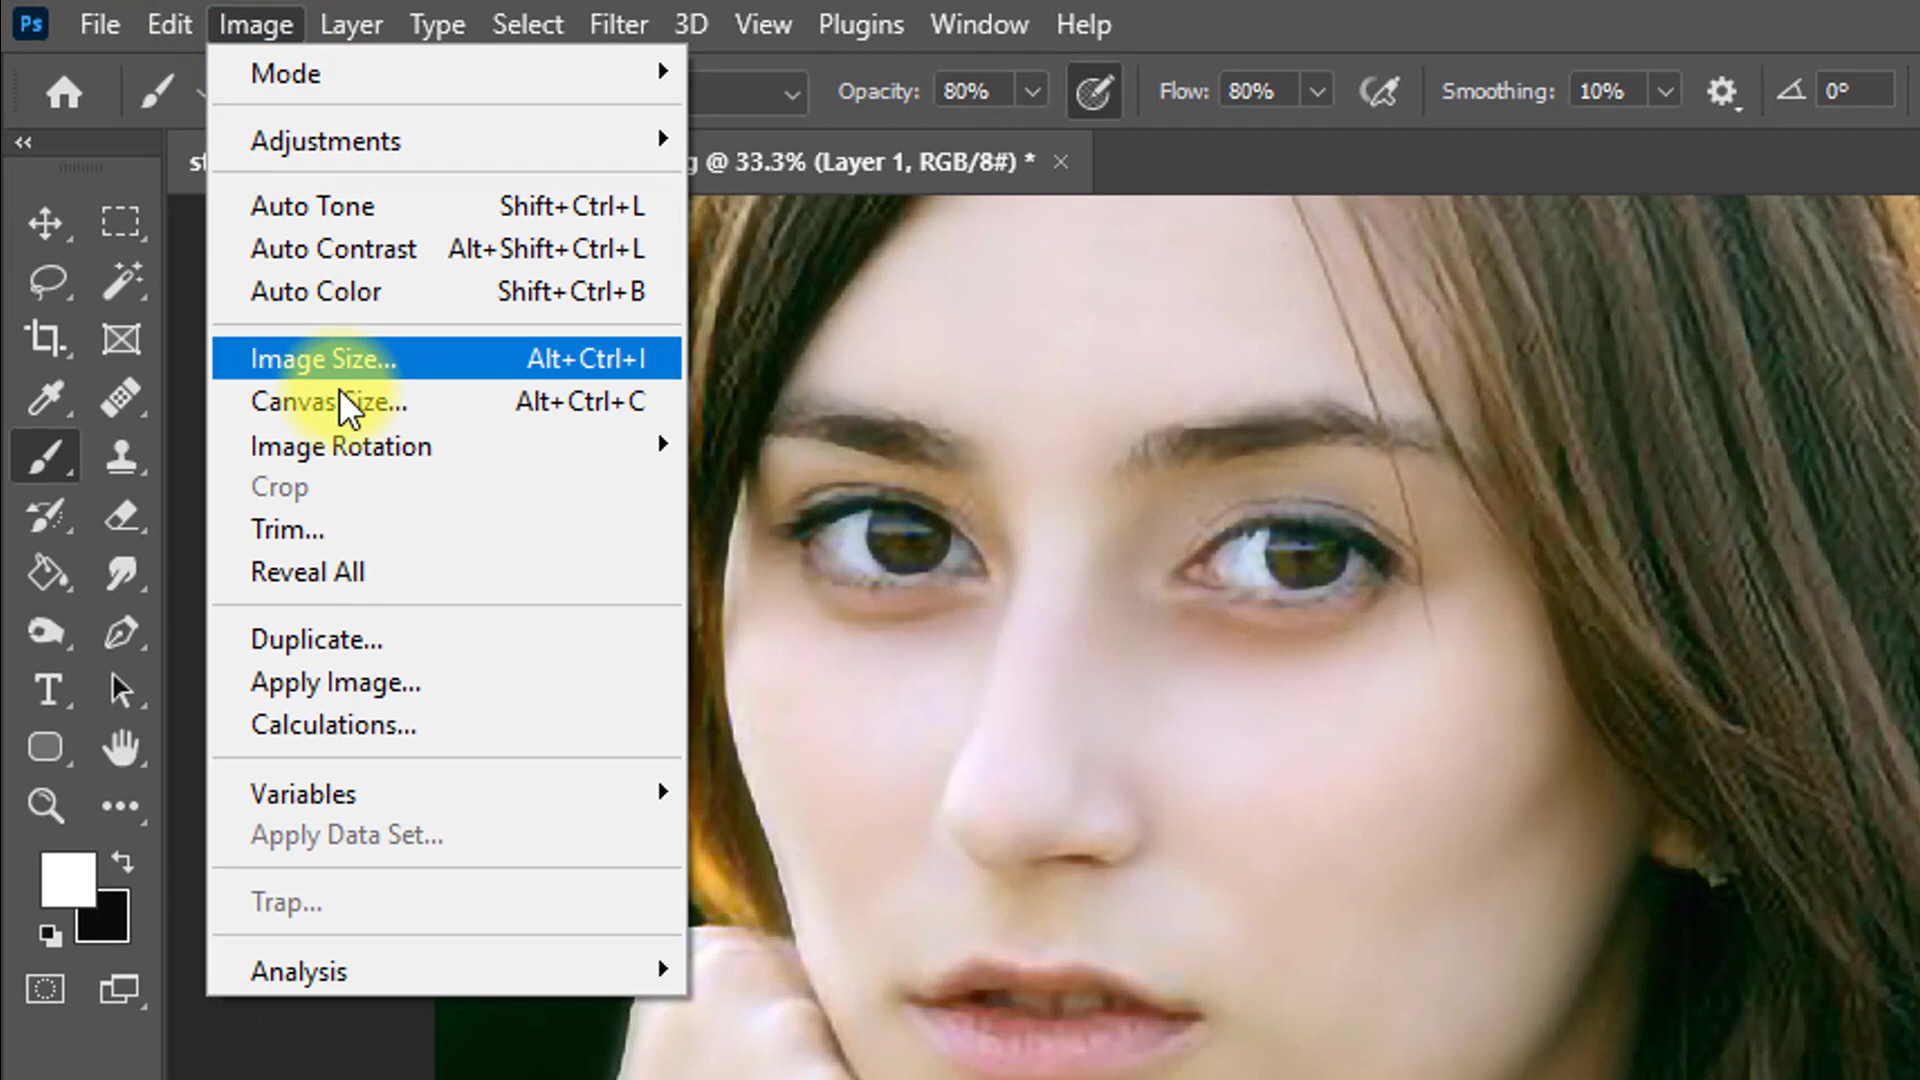 Ps File Edit Image Layer Type Select Filter 3D View Plugins Window Help
Opacity: 80% Flow: 80% Smoothing: 10% 0°
@ 33.3% (Layer 1, RGB/8#) *
Mode
Adjustments
Auto Tone Shift+Ctrl+L
Auto Contrast Alt+Shift+Ctrl+L
Auto Color Shift+Ctrl+B
Image Size... Alt+Ctrl+I
Canvas Size... Alt+Ctrl+C
Image Rotation
Crop
Trim...
Reveal All
Duplicate...
Apply Image...
Calculations...
Variables
Apply Data Set...
Trap...
Analysis